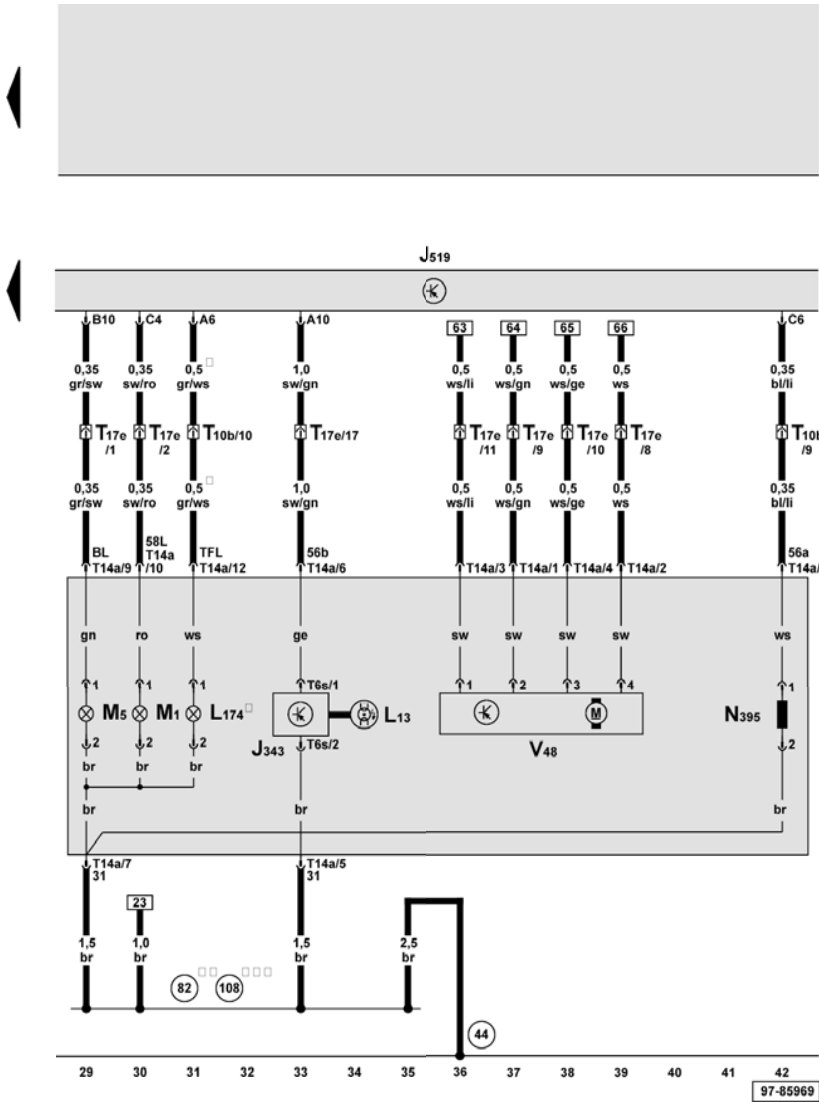 J519
B10 C4 A6 A10 63 64 65 66 C6
0,35 0,35 0,5 1,0 0,5 0,5 0,5 0,5 0,35
gr/sw sw/ro gr/ws sw/gn ws/li ws/gn ws/ge ws bl/li
T17e /1 T17e /2 T10b/10 T17e/17 T17e /11 T17e /9 T17e /10 T17e /8 /9
0,35 0,35 0,5 1,0 0,5 0,5 0,5 0,5 0,35
gr/sw sw/ro gr/ws sw/gn ws/li ws/gn ws/ge ws bl/li
BL 58L TFL 56b 56a
T14a/9 T14a /10 T14a/12 T14a/6 T14a/3 T14a/1 T14a/4 T14a/2 T14a/
gn ro ws ge sw sw sw sw ws
1 1 1 T6s/1 1 2 3 4 1
M5 M1 L174 L13 M N395
2 2 2 J343 T6s/2 V48 2
br br br
br br br
T14a/7 T14a/5
31 31
23
1,5 1,0 1,5 2,5
br br br br
82 108
44
29 30 31 32 33 34 35 36 37 38 39 40 41 42
97-85969